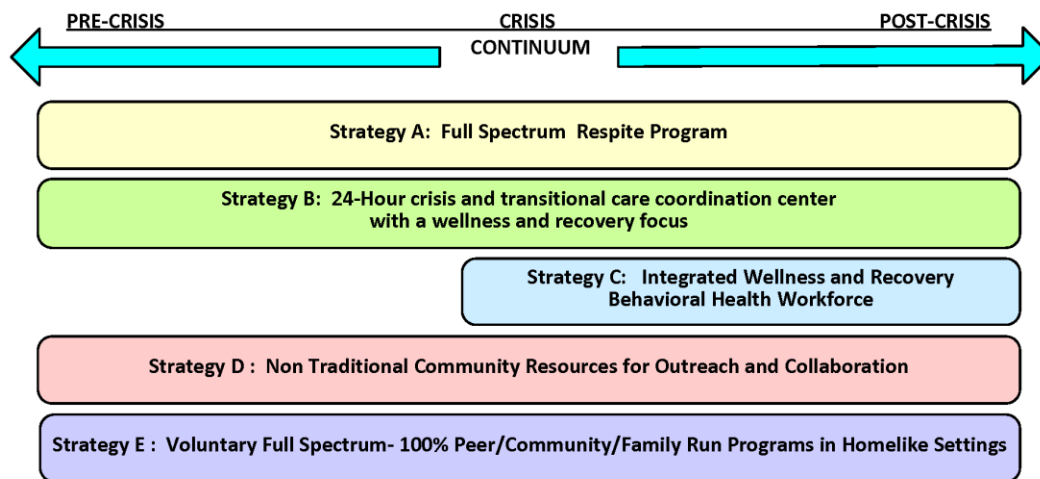 PRE-CRISIS CRISIS POST-CRISIS
CONTINUUM
Strategy A: Full Spectrum Respite Program
Strategy B: 24-Hour crisis and transitional care coordination center
with a wellness and recovery focus
Strategy C: Integrated Wellness and Recovery
Behavioral Health Workforce
Strategy D : Non Traditional Community Resources for Outreach and Collaboration
Strategy E : Voluntary Full Spectrum- 100% Peer/Community/Family Run Programs in Homelike Settings